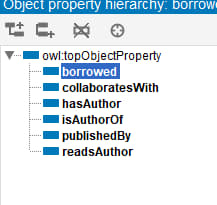 Object property hierarchy: borrowe
owl:topObjectProperty
borrowed
collaboratesWith
hasAuthor
isAuthorOf
publishedBy
readsAuthor